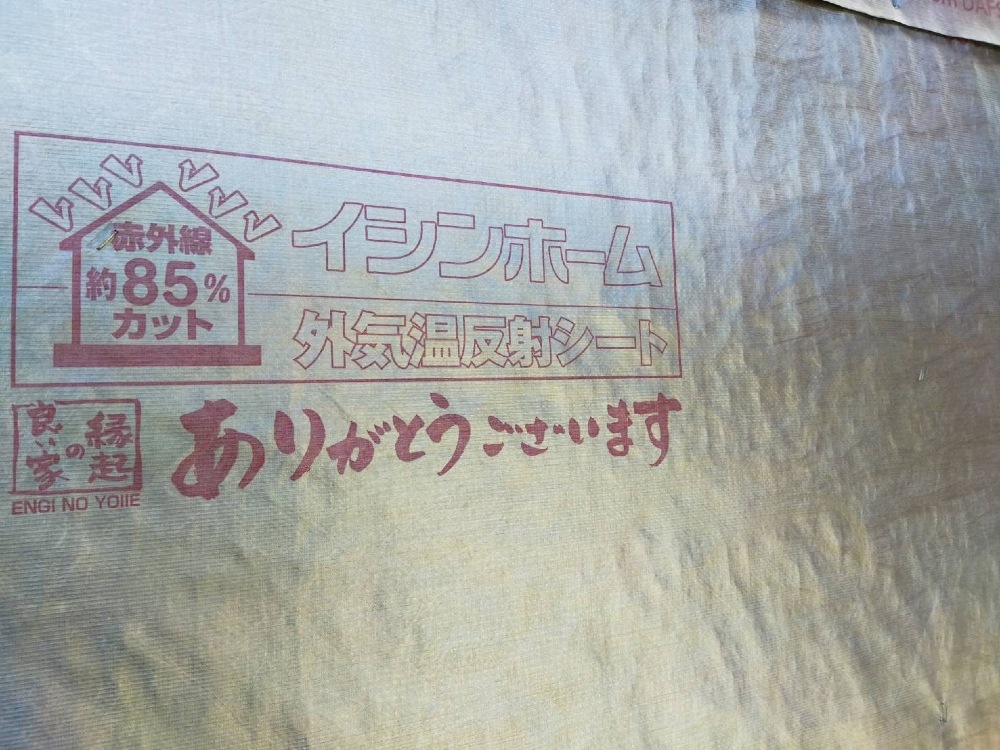 赤外線
約85%
カット
イシンホーム
外気温反射シート
縁起の
良い家
ENGI NO YOIIE
ありがとうございます